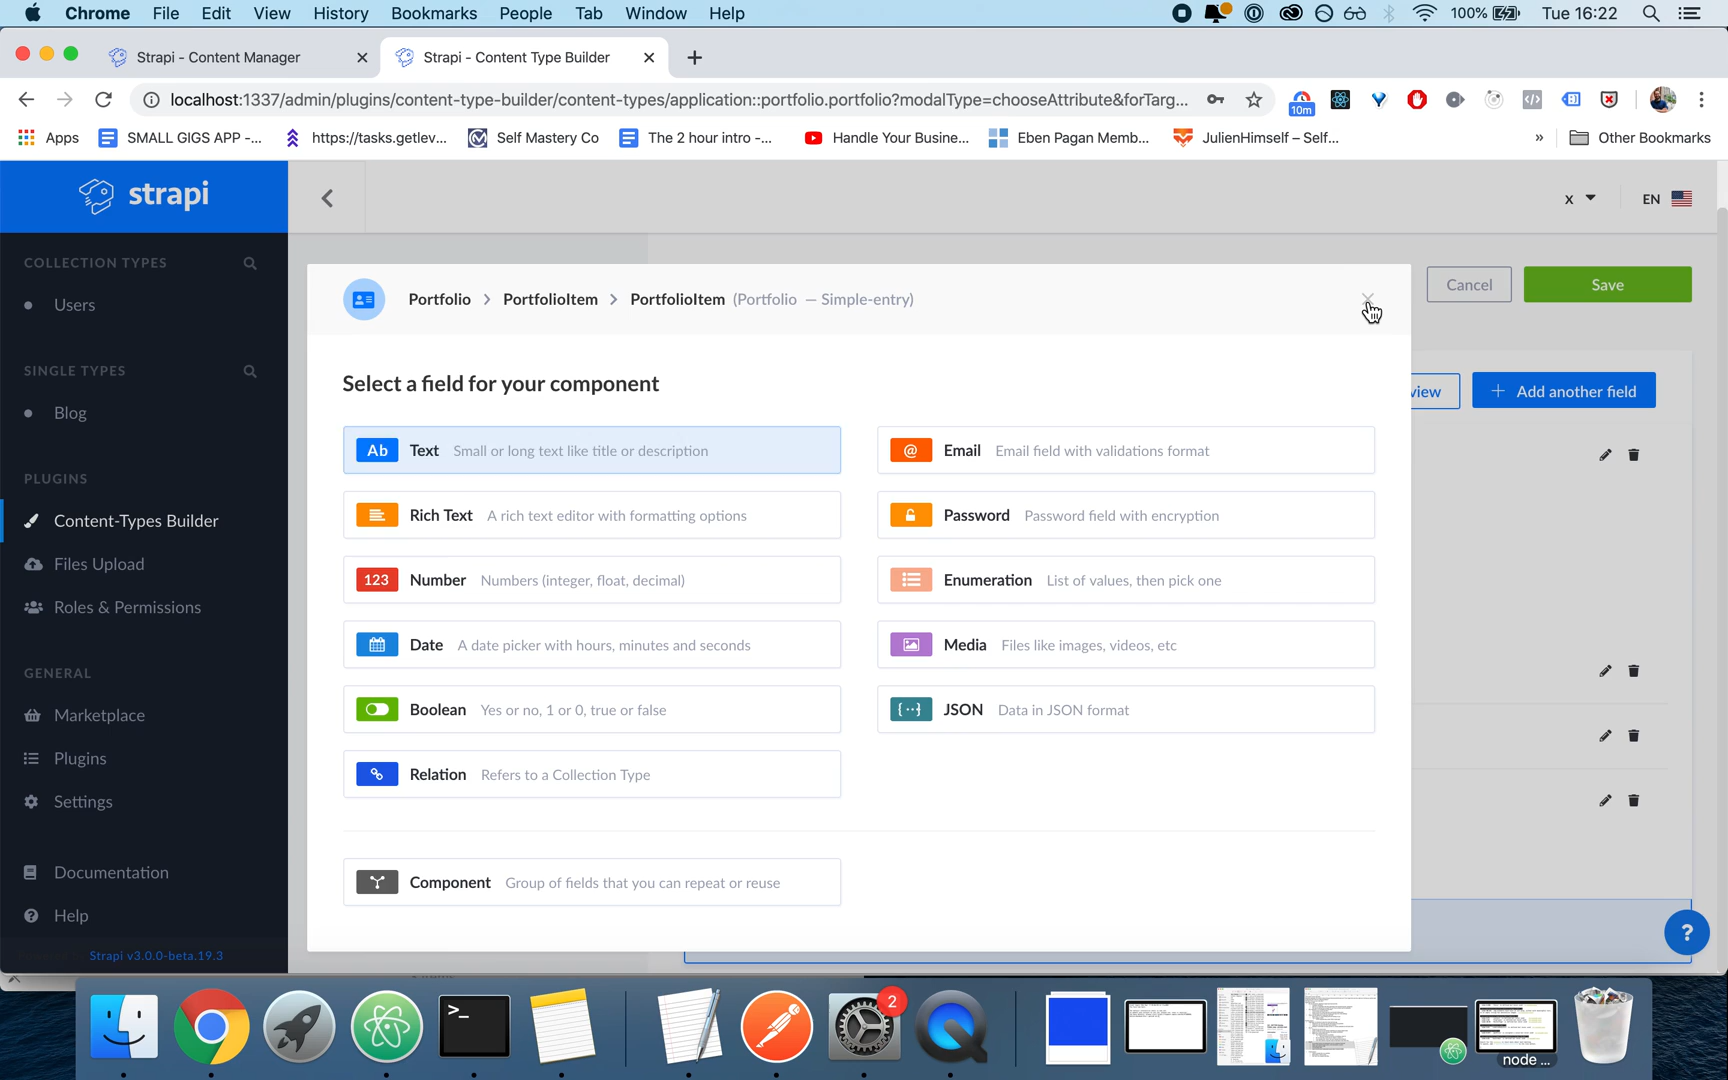 Chrome File Edit View History Bookmarks People Tab Window Help 100% Tue 16:22
Strapi - Content Manager Strapi - Content Type Builder
localhost:1337/admin/plugins/content-type-builder/content-types/application::portfolio.portfolio?modalType=chooseAttribute&forTarg... 10m
Apps SMALL GIGS APP -... https://tasks.getlev... Self Mastery Co The 2 hour intro -... Handle Your Busine... Eben Pagan Memb... JulienHimself – Self... » Other Bookmarks
strapi
x EN
COLLECTION TYPES
Users
SINGLE TYPES
Blog
PLUGINS
Content-Types Builder
Files Upload
Roles & Permissions
GENERAL
Marketplace
Plugins
Settings
Documentation
Help
Strapi v3.0.0-beta.19.3
Portfolio > PortfolioItem > PortfolioItem (Portfolio — Simple-entry)
Cancel Save
view + Add another field
Select a field for your component
Ab Text Small or long text like title or description
@ Email Email field with validations format
Rich Text A rich text editor with formatting options
Password Password field with encryption
123 Number Numbers (integer, float, decimal)
Enumeration List of values, then pick one
Date A date picker with hours, minutes and seconds
Media Files like images, videos, etc
Boolean Yes or no, 1 or 0, true or false
JSON Data in JSON format
Relation Refers to a Collection Type
Component Group of fields that you can repeat or reuse
?
2
node ...